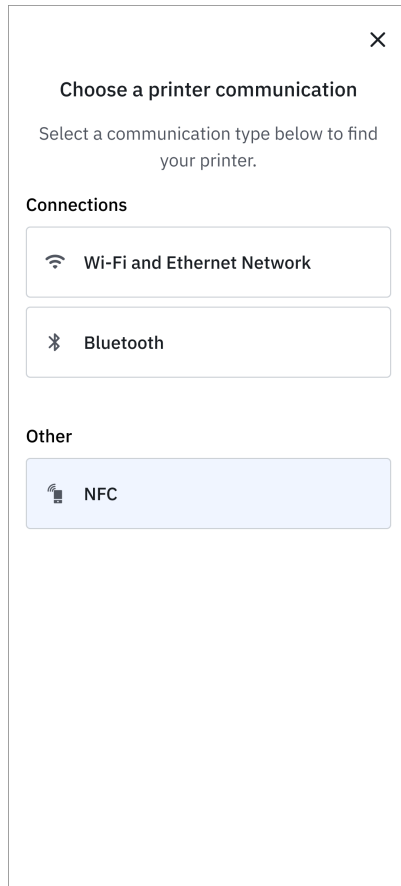 Choose a printer communication
Select a communication type below to find
your printer.
Connections
Wi-Fi and Ethernet Network
Bluetooth
Other
NFC